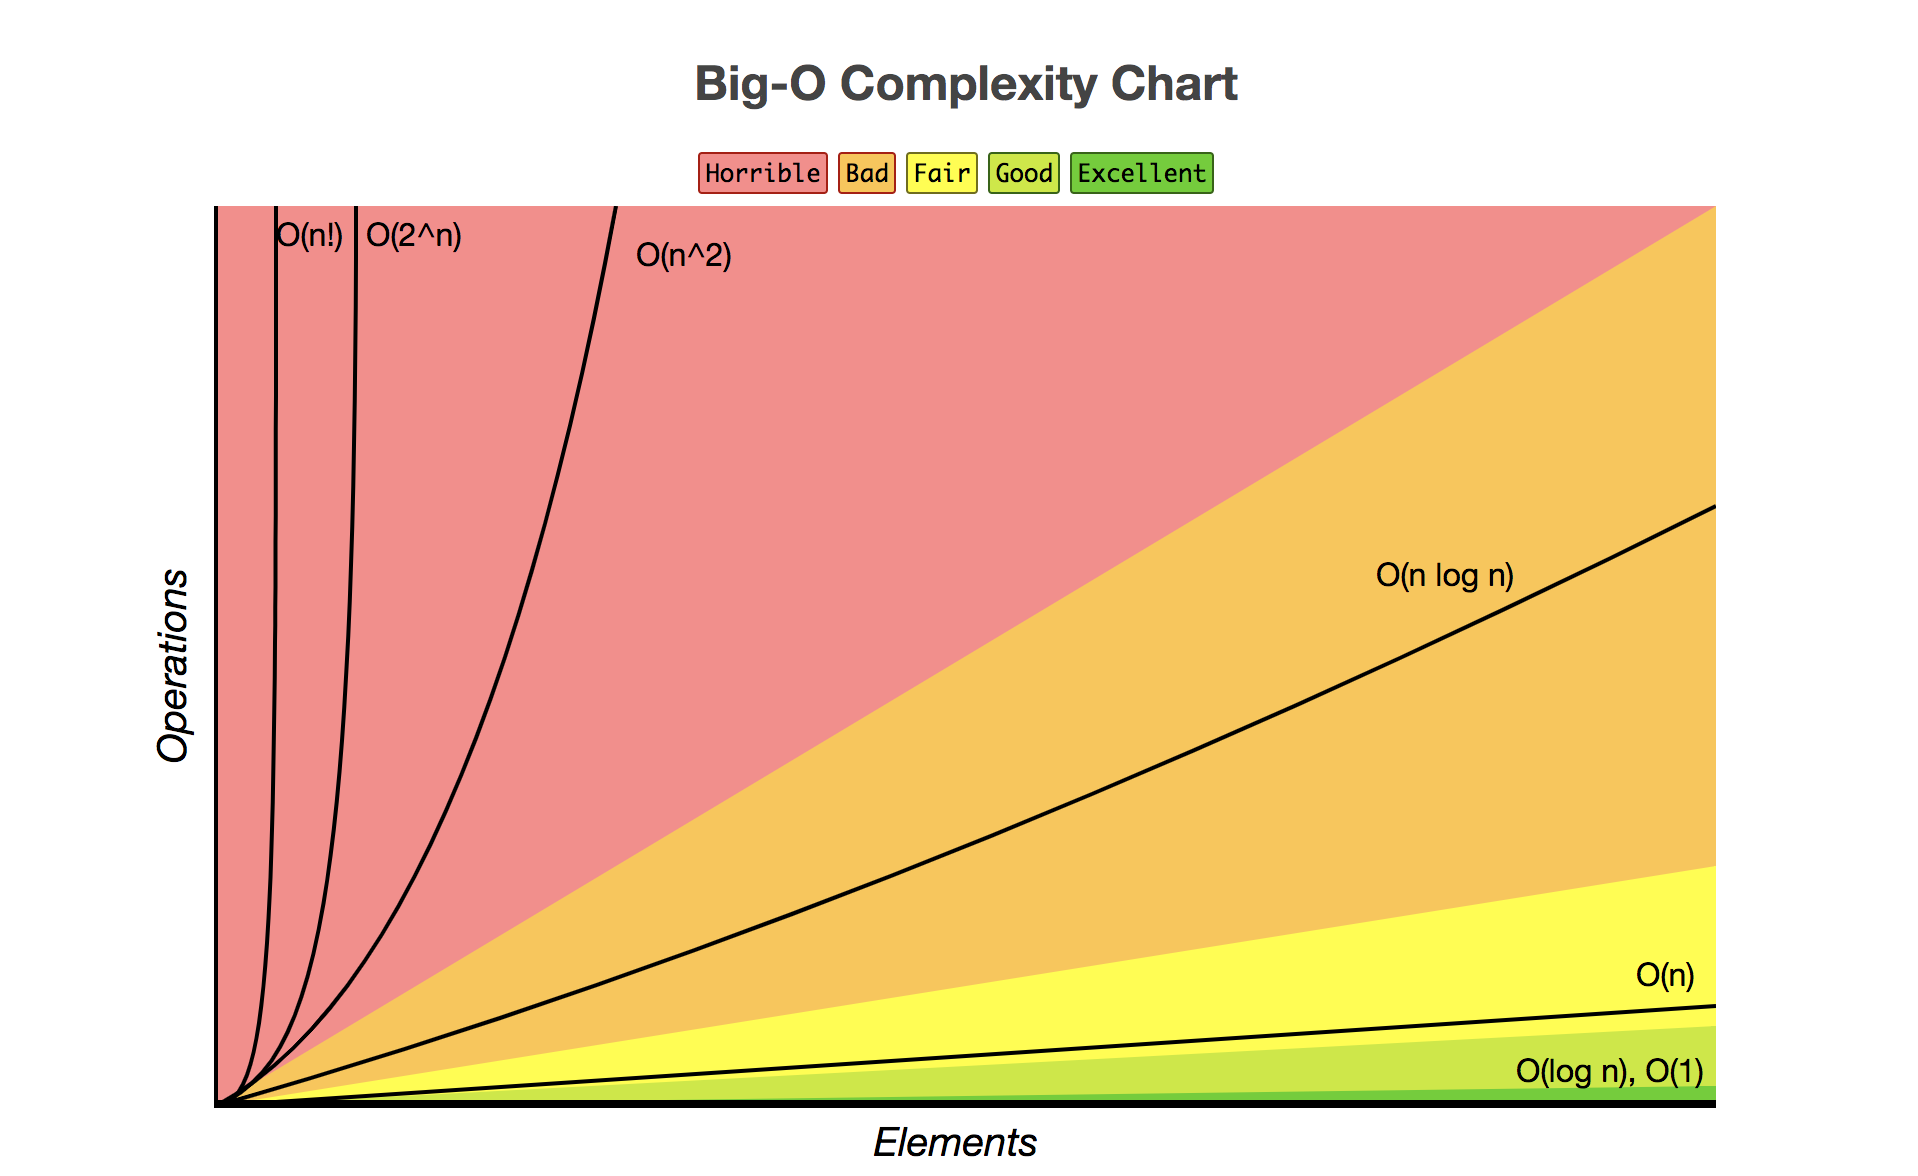 Big-O Complexity Chart
Horrible Bad Fair Good Excellent
O(n!) O(2^n)
O(n^2)
O(n log n)
O(n)
O(log n), O(1)
Operations
Elements